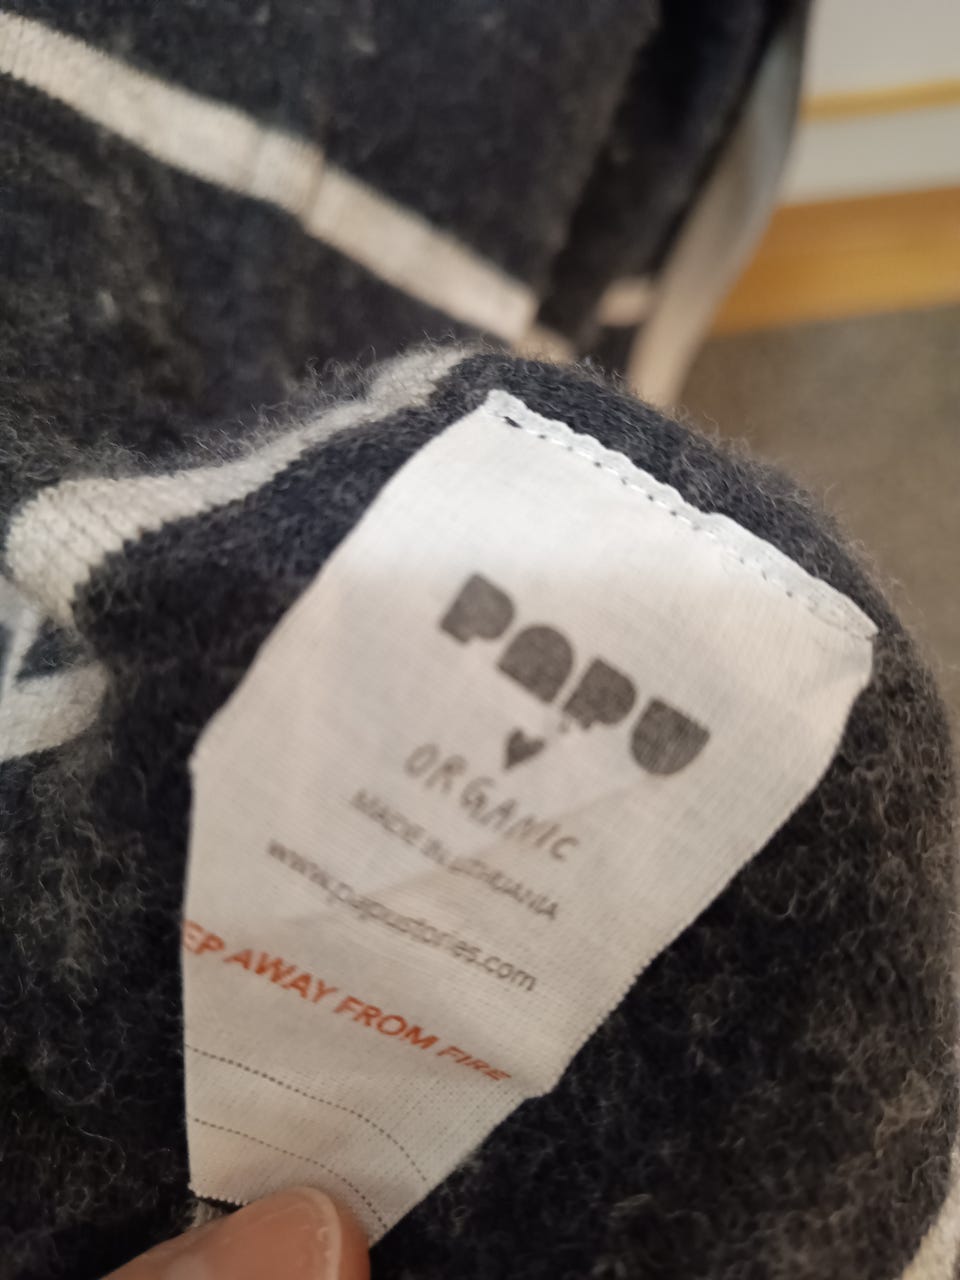 PAPU
ORGANIC
MADE IN LITHUANIA
www.papustories.com
EP AWAY FROM FIRE